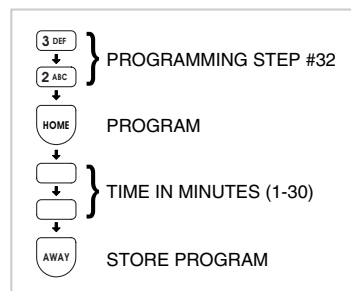 3 DEF
PROGRAMMING STEP #32
2 ABC
HOME
PROGRAM
TIME IN MINUTES (1-30)
AWAY
STORE PROGRAM